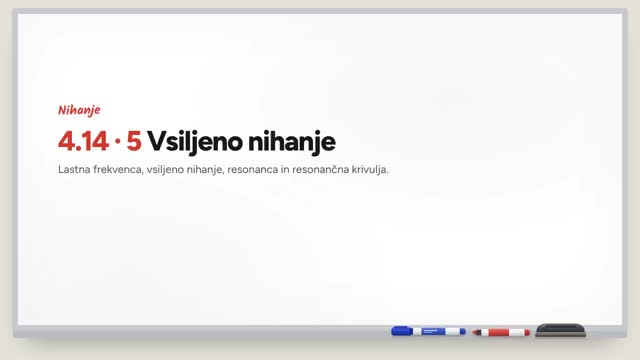 Nihanje
4.14 · 5 Vsiljeno nihanje
Lastna frekvenca, vsiljeno nihanje, resonanca in resonančna krivulja.